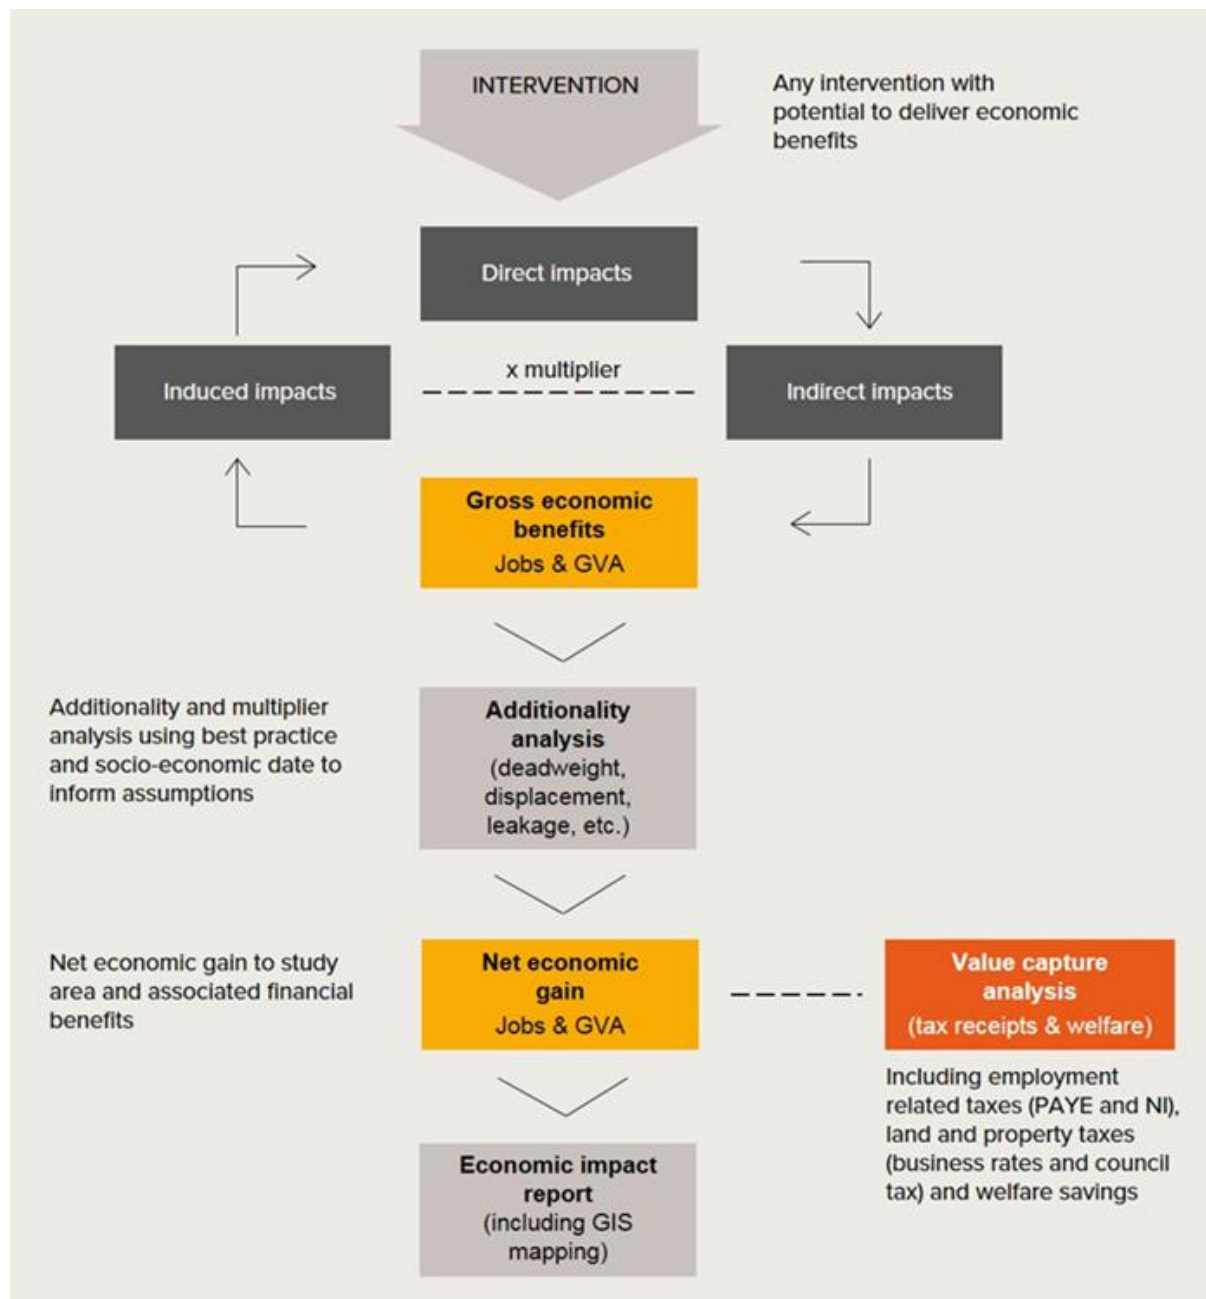 INTERVENTION
Any intervention with
potential to deliver economic
benefits
Direct impacts
Induced impacts
x multiplier
Indirect impacts
Gross economic
benefits
Jobs & GVA
Additionality and multiplier
analysis using best practice
and socio-economic date to
inform assumptions
Additionality
analysis
(deadweight,
displacement,
leakage, etc.)
Net economic gain to study
area and associated financial
benefits
Net economic
gain
Jobs & GVA
Value capture
analysis
(tax receipts & welfare)
Including employment
related taxes (PAYE and NI),
land and property taxes
(business rates and council
tax) and welfare savings
Economic impact
report
(including GIS
mapping)